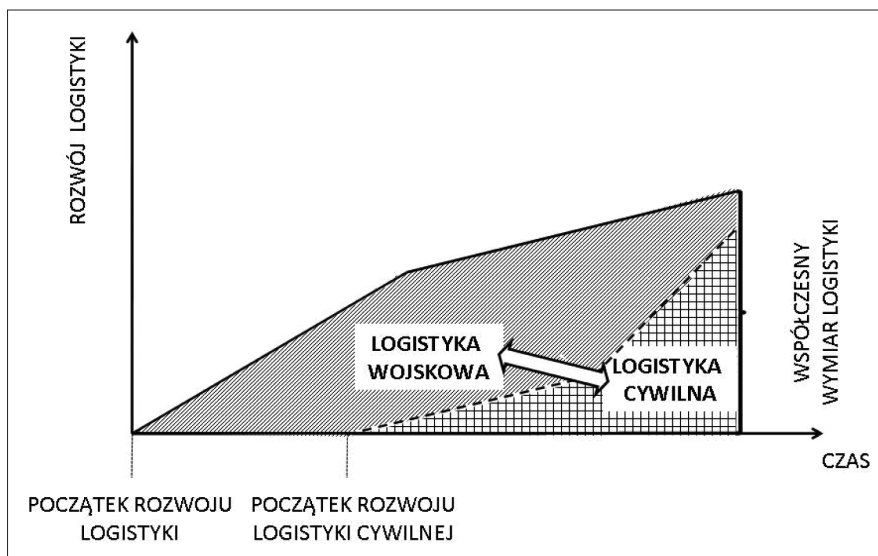 ROZWÓJ LOGISTYKI
LOGISTYKA
WOJSKOWA
LOGISTYKA
CYWILNA
WSPÓŁCZESNY
WYMIAR LOGISTYKI
CZAS
POCZĄTEK ROZWOJU
LOGISTYKI
POCZĄTEK ROZWOJU
LOGISTYKI CYWILNEJ